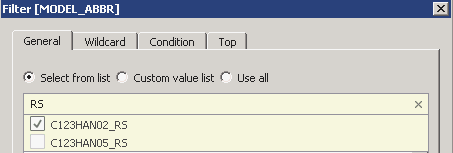 Filter [MODEL_ABBR]
General Wildcard Condition Top
Select from list Custom value list Use all
RS
C123HAN02_RS
C123HAN05_RS